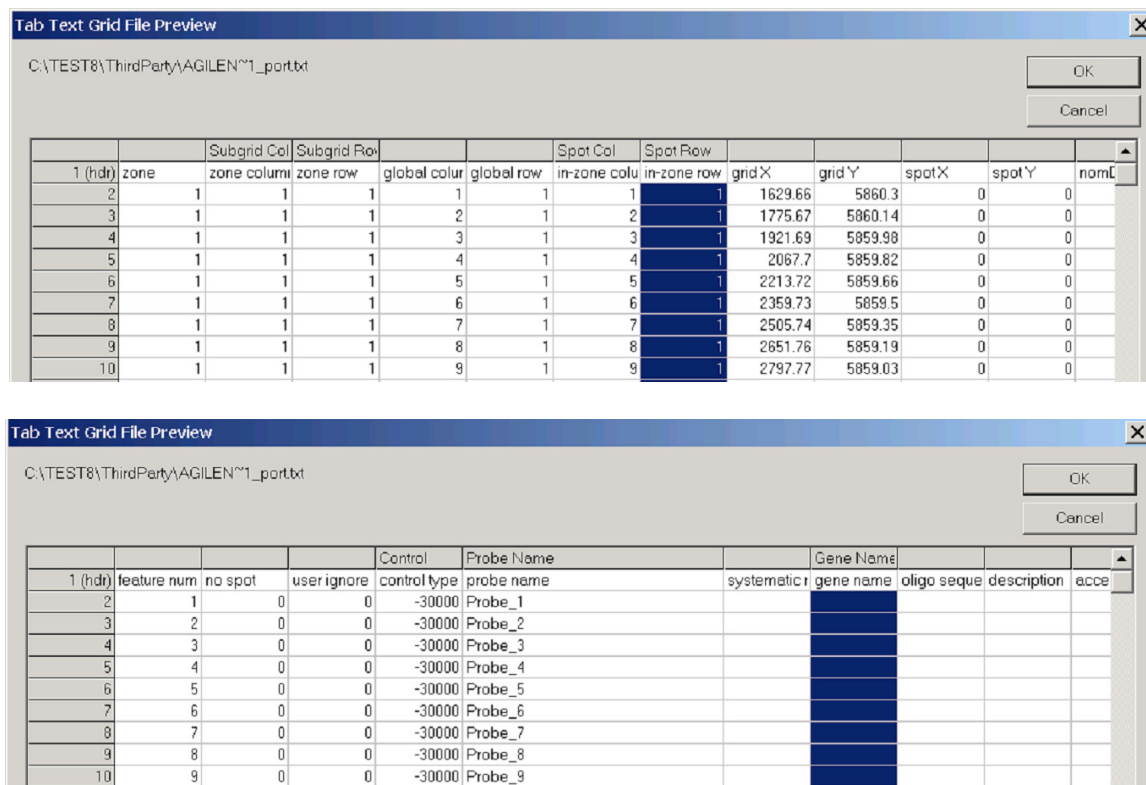 Tab Text Grid File Preview
C:\TEST8\ThirdParty\AGILEN~1_port.txt
OK
Cancel
Subgrid Col Subgrid Ro Spot Col Spot Row
1 (hdr) zone zone colum zone row global colur global row in-zone colu in-zone row grid X grid Y spot X spot Y nom
2 1 1 1 1 1 1 1 1629.66 5860.3 0 0
3 1 1 1 2 1 2 1 1775.67 5860.14 0 0
4 1 1 1 3 1 3 1 1921.69 5859.98 0 0
5 1 1 1 4 1 4 1 2067.7 5859.82 0 0
6 1 1 1 5 1 5 1 2213.72 5859.66 0 0
7 1 1 1 6 1 6 1 2359.73 5859.5 0 0
8 1 1 1 7 1 7 1 2505.74 5859.35 0 0
9 1 1 1 8 1 8 1 2651.76 5859.19 0 0
10 1 1 1 9 1 9 1 2797.77 5859.03 0 0
Tab Text Grid File Preview
C:\TEST8\ThirdParty\AGILEN~1_port.txt
OK
Cancel
Control Probe Name Gene Name
1 (hdr) feature num no spot user ignore control type probe name systematic r gene name oligo seque description acce
2 1 0 0 -30000 Probe_1
3 2 0 0 -30000 Probe_2
4 3 0 0 -30000 Probe_3
5 4 0 0 -30000 Probe_4
6 5 0 0 -30000 Probe_5
7 6 0 0 -30000 Probe_6
8 7 0 0 -30000 Probe_7
9 8 0 0 -30000 Probe_8
10 9 0 0 -30000 Probe_9